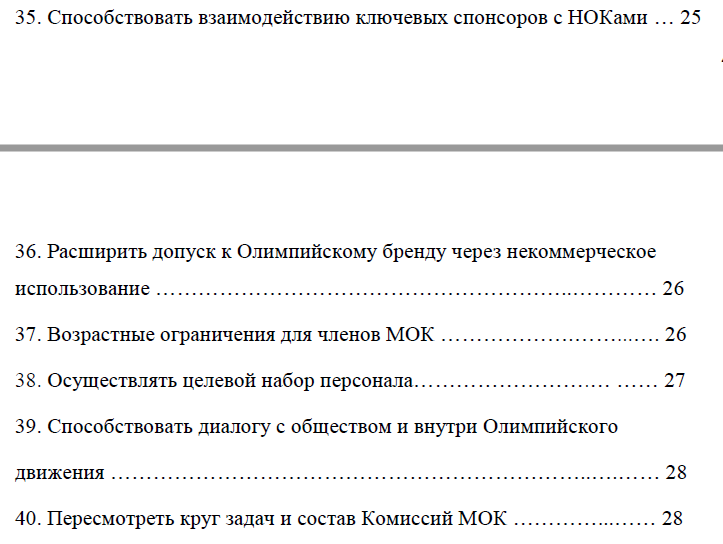 35. Способствовать взаимодействию ключевых спонсоров с НОКами … 25
36. Расширить допуск к Олимпийскому бренду через некоммерческое
использование ………………………………………………..………… 26
37. Возрастные ограничения для членов МОК ……………….……...…. 26
38. Осуществлять целевой набор персонала……………………… …… 27
39. Способствовать диалогу с обществом и внутри Олимпийского
движения …………………………………………………………..…..…… 28
40. Пересмотреть круг задач и состав Комиссий МОК …………...…… 28